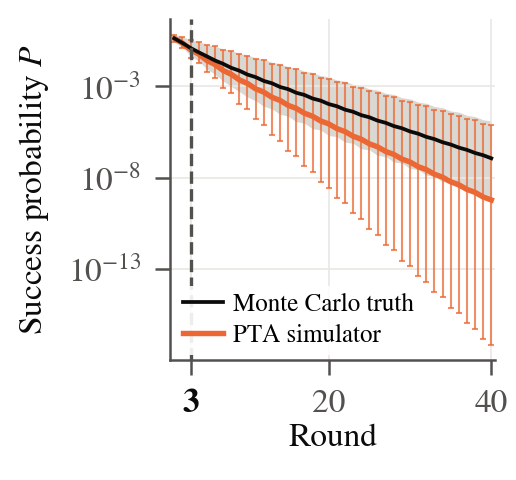 Success probability P
10⁻³
10⁻⁸
10⁻¹³
Monte Carlo truth
PTA simulator
3 20 40
Round